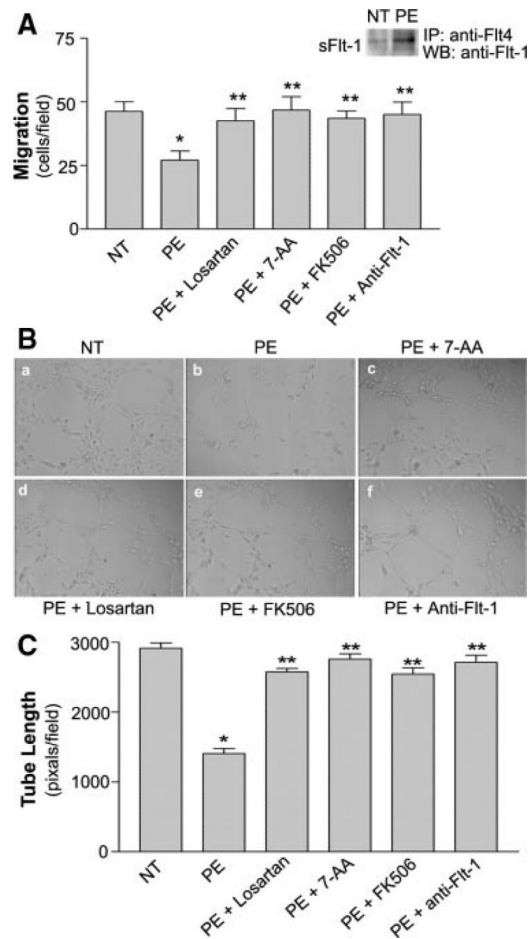 A
NT PE
sFlt-1
IP: anti-Flt4
WB: anti-Flt-1
Migration
(cells/field)
75
50
25
0
*
**
**
**
**
NT
PE
PE + Losartan
PE + 7-AA
PE + FK506
PE + Anti-Flt-1
B
NT
PE
PE + 7-AA
a
b
c
d
e
f
PE + Losartan
PE + FK506
PE + Anti-Flt-1
C
Tube Length
(pixals/field)
3000
2000
1000
0
*
**
**
**
**
NT
PE
PE + Losartan
PE + 7-AA
PE + FK506
PE + anti-Flt-1